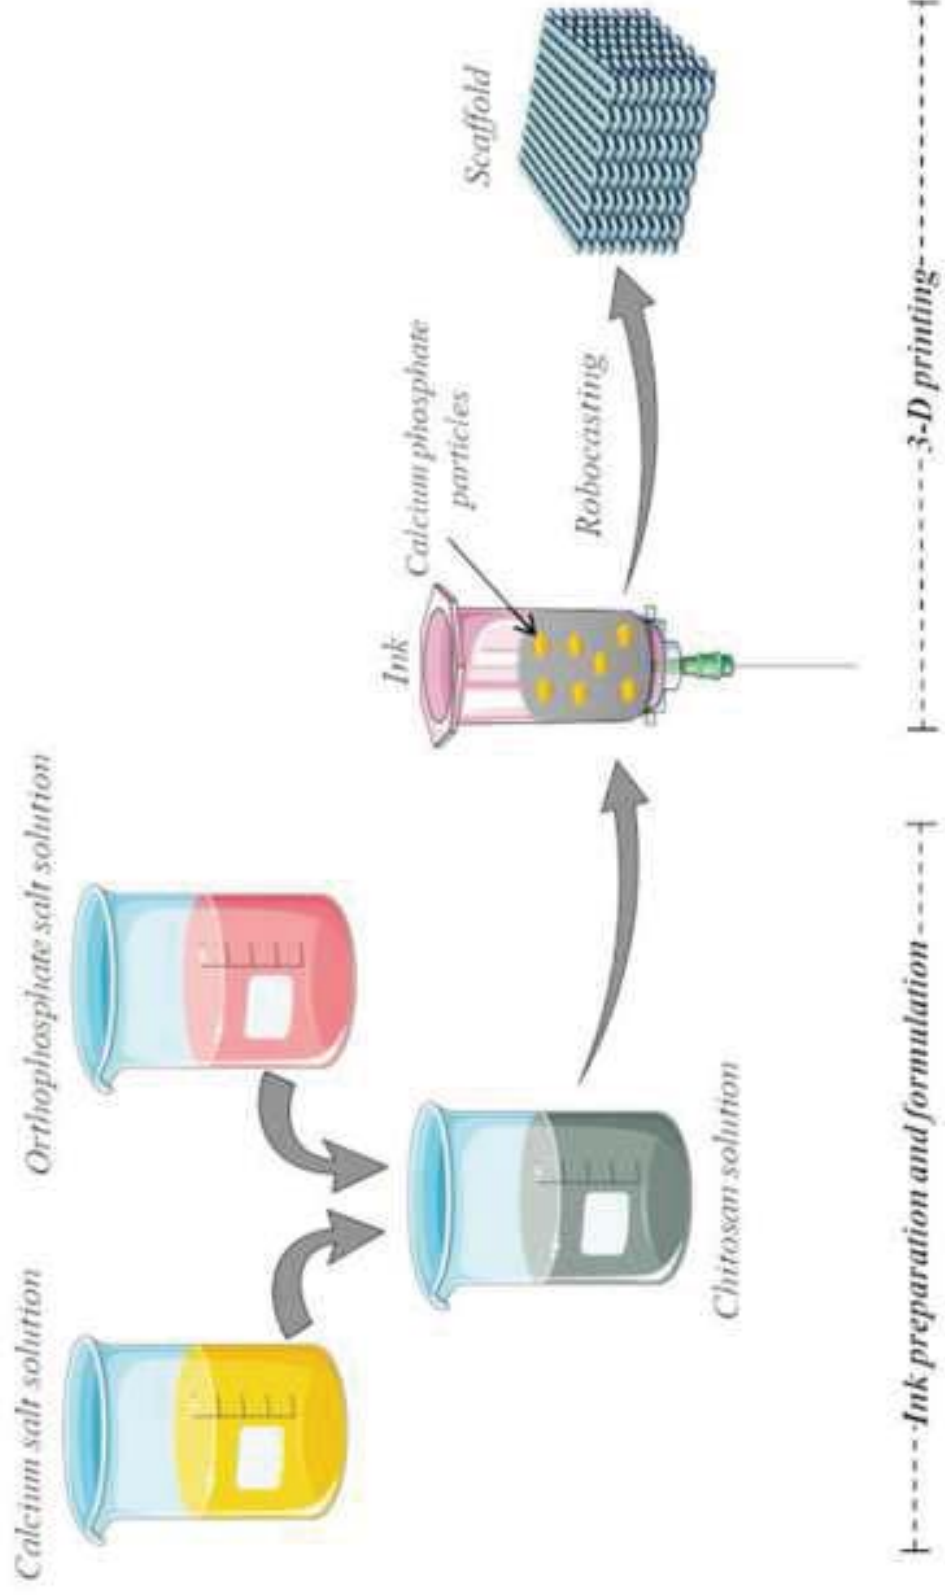 Calcium salt solution
Orthophosphate salt solution
Chitosan solution
Ink
Calcium phosphate
particles
Robocasting
Scaffold
Ink preparation and formulation
3-D printing